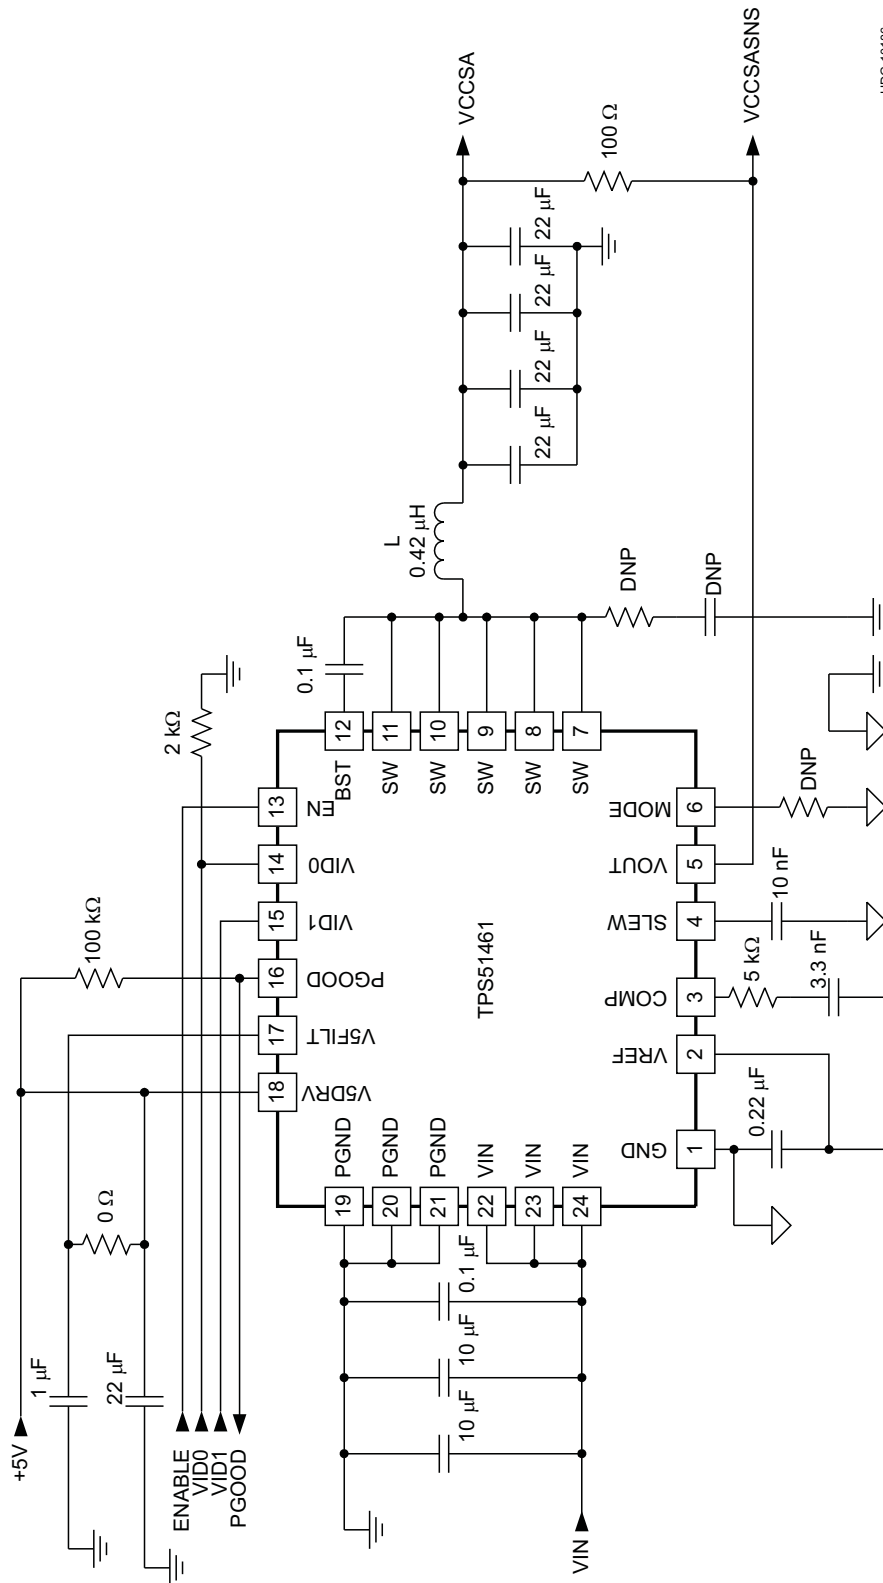 +5V
1 µF
22 µF
0 Ω
100 kΩ
2 kΩ
ENABLE
VID0
VID1
PGOOD
18
17
16
15
14
13
V5DRV
V5FILT
PGOOD
VID1
VID0
EN
19
PGND
20
PGND
21
PGND
22
VIN
23
VIN
24
VIN
TPS51461
12
BST
11
SW
10
SW
9
SW
8
SW
7
SW
0.1 µF
L
0.42 µH
22 µF
22 µF
22 µF
22 µF
VCCSA
100 Ω
VCCSASNS
10 µF
10 µF
0.1 µF
VIN
GND
VREF
COMP
SLEW
VOUT
MODE
1
2
3
4
5
6
0.22 µF
5 kΩ
3.3 nF
10 nF
DNP
DNP
DNP